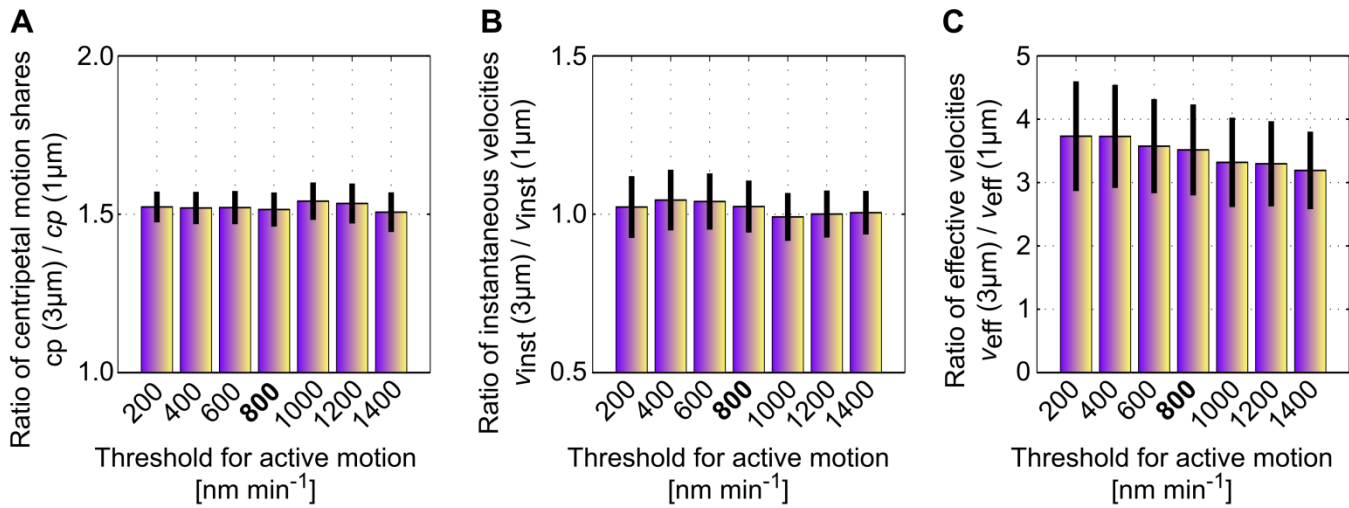 A
Ratio of centripetal motion shares
cp (3µm) / cp (1µm)
2.0
1.5
1.0
200
400
600
800
1000
1200
1400
Threshold for active motion
[nm min-1]
B
Ratio of instantaneous velocities
vinst (3µm) / vinst (1µm)
1.5
1.0
0.5
200
400
600
800
1000
1200
1400
Threshold for active motion
[nm min-1]
C
Ratio of effective velocities
veff (3µm) / veff (1µm)
5
4
3
2
1
0
200
400
600
800
1000
1200
1400
Threshold for active motion
[nm min-1]